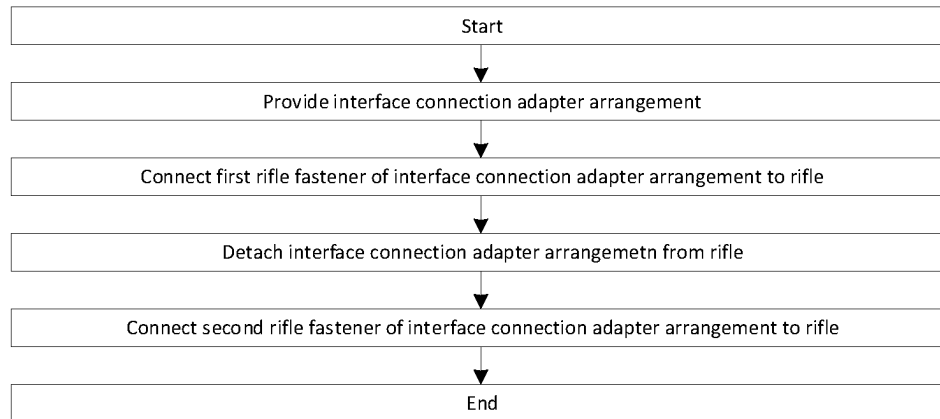 Start
Provide interface connection adapter arrangement
Connect first rifle fastener of interface connection adapter arrangement to rifle
Detach interface connection adapter arrangemetn from rifle
Connect second rifle fastener of interface connection adapter arrangement to rifle
End